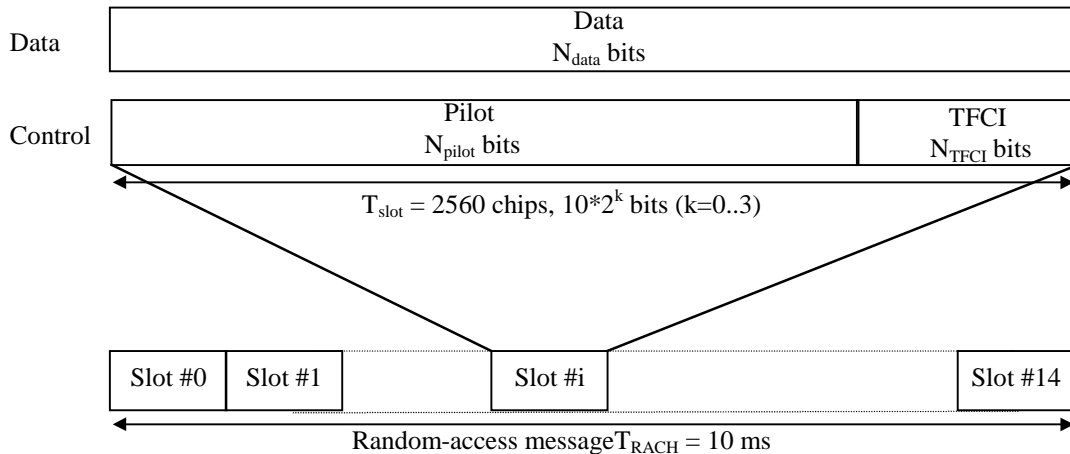 Data
Data
N_data bits
Control
Pilot
N_pilot bits
TFCI
N_TFCI bits
T_slot = 2560 chips, 10*2^k bits (k=0..3)
Slot #0
Slot #1
Slot #i
Slot #14
Random-access messageT_RACH = 10 ms